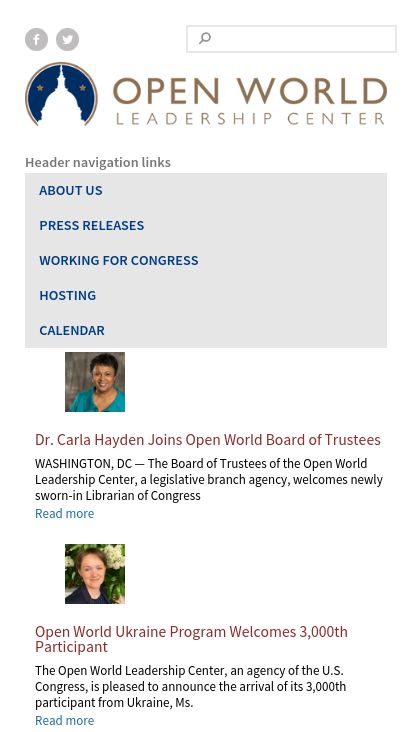 OPEN WORLD
LEADERSHIP CENTER
Header navigation links
ABOUT US
PRESS RELEASES
WORKING FOR CONGRESS
HOSTING
CALENDAR
Dr. Carla Hayden Joins Open World Board of Trustees
WASHINGTON, DC — The Board of Trustees of the Open World
Leadership Center, a legislative branch agency, welcomes newly
sworn-in Librarian of Congress
Read more
Open World Ukraine Program Welcomes 3,000th
Participant
The Open World Leadership Center, an agency of the U.S.
Congress, is pleased to announce the arrival of its 3,000th
participant from Ukraine, Ms.
Read more